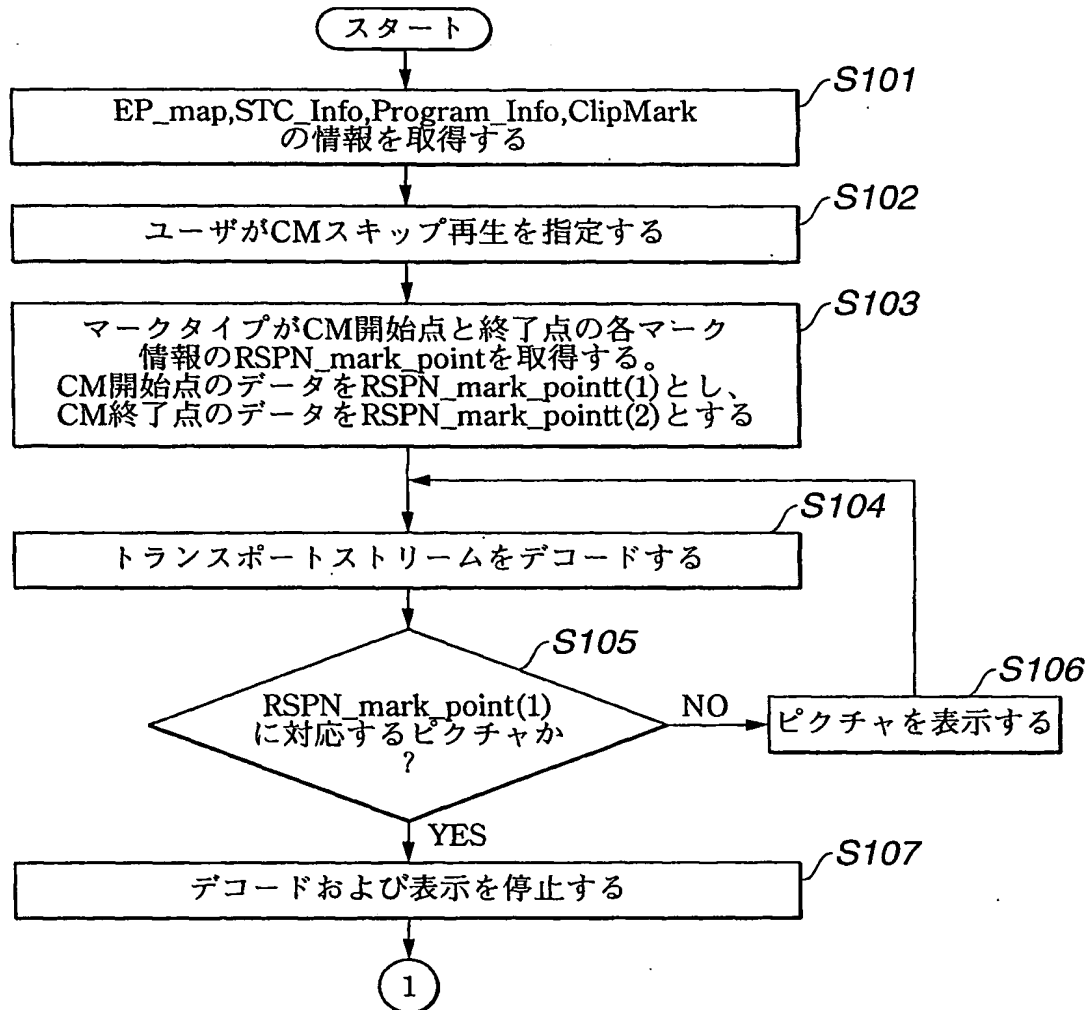 スタート
S101
EP_map,STC_Info,Program_Info,ClipMark
の情報を取得する
S102
ユーザがCMスキップ再生を指定する
S103
マークタイプがCM開始点と終了点の各マーク
情報のRSPN_mark_pointを取得する。
CM開始点のデータをRSPN_mark_pointt(1)とし、
CM終了点のデータをRSPN_mark_pointt(2)とする
S104
トランスポートストリームをデコードする
S105
RSPN_mark_point(1)
に対応するピクチャか
?
NO
S106
ピクチャを表示する
YES
S107
デコードおよび表示を停止する
1